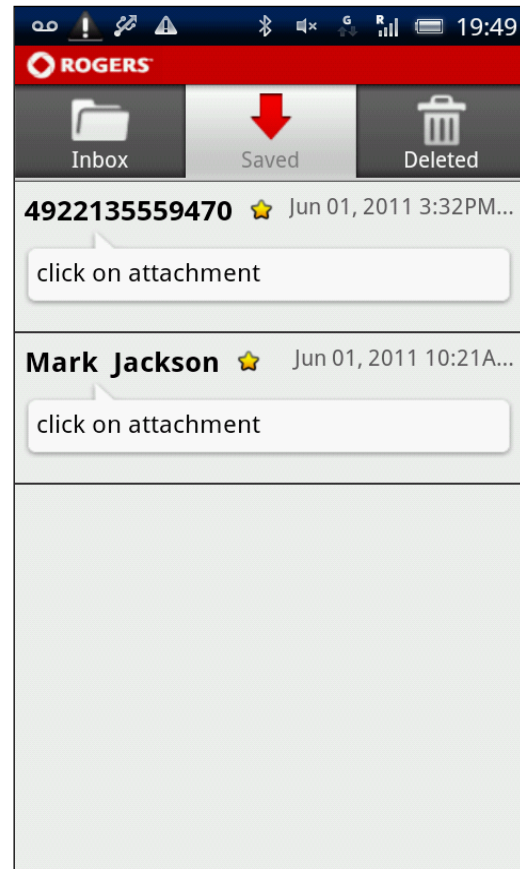 G R 19:49
ROGERS™
Inbox Saved Deleted
4922135559470 Jun 01, 2011 3:32PM...
click on attachment
Mark Jackson Jun 01, 2011 10:21A...
click on attachment